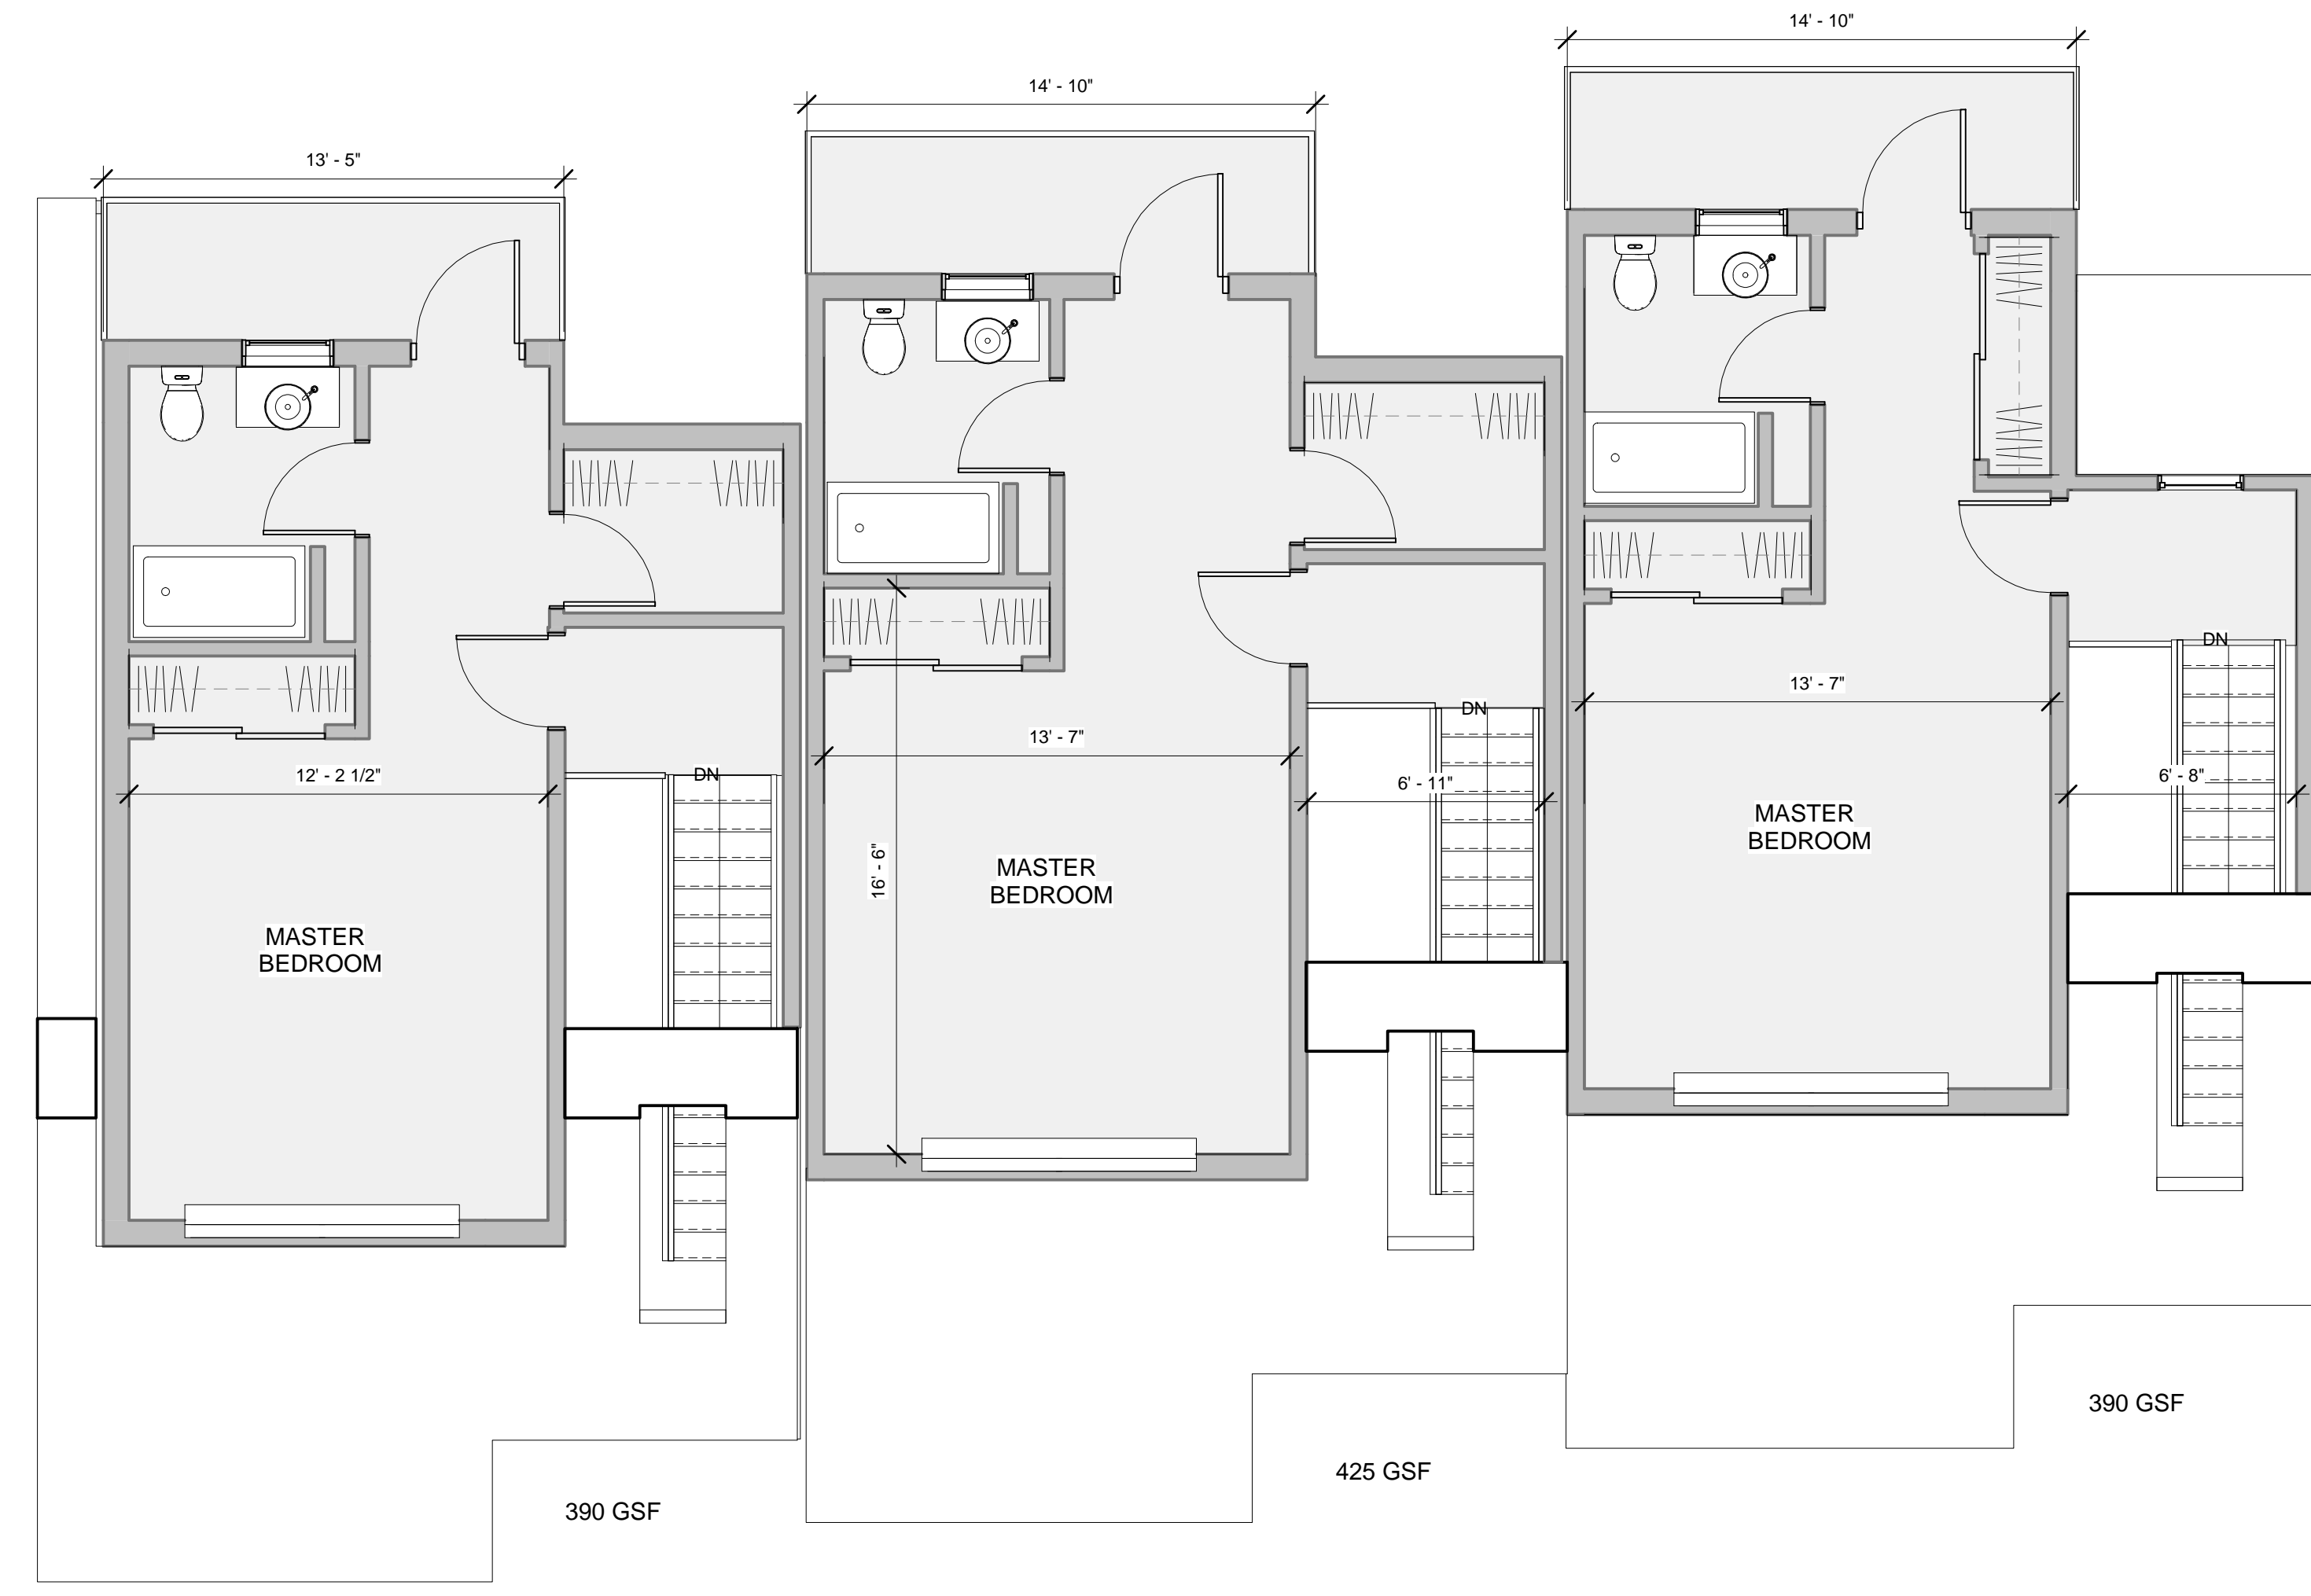 14' - 10"
14' - 10"
13' - 5"
DN
13' - 7"
DN
13' - 7"
DN
12' - 2 1/2"
6' - 11"
6' - 8"
MASTER
BEDROOM
16' - 6"
MASTER
BEDROOM
MASTER
BEDROOM
390 GSF
425 GSF
390 GSF